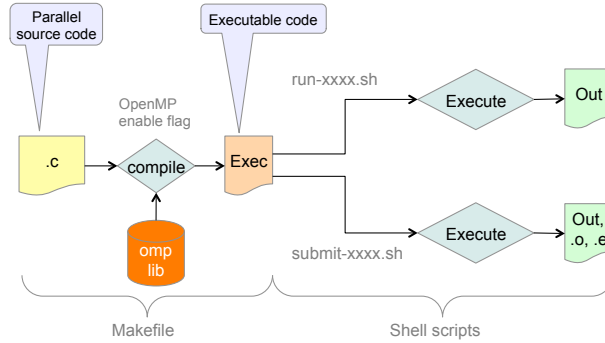 Parallel
source code
Executable code
run-xxxx.sh
OpenMP
enable flag
Execute
Out
.c
compile
Exec
Execute
Out,
.o, .e
omp
lib
submit-xxxx.sh
Makefile
Shell scripts